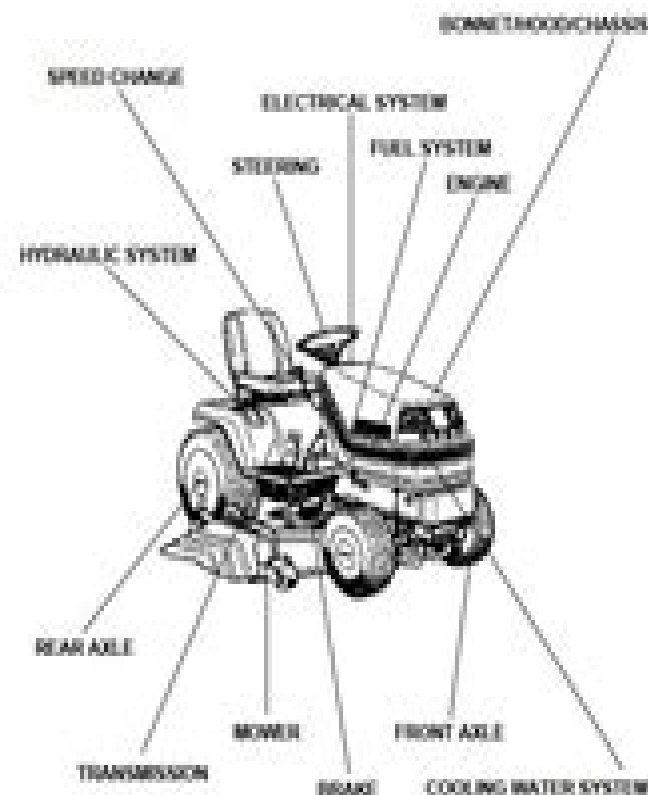 BONNET/HOOD/CHASSIS
SPEED CHANGE
ELECTRICAL SYSTEM
FUEL SYSTEM
STEERING
ENGINE
HYDRAULIC SYSTEM
REAR AXLE
MOWER
FRONT AXLE
TRANSMISSION
BRAKE
COOLING WATER SYSTEM